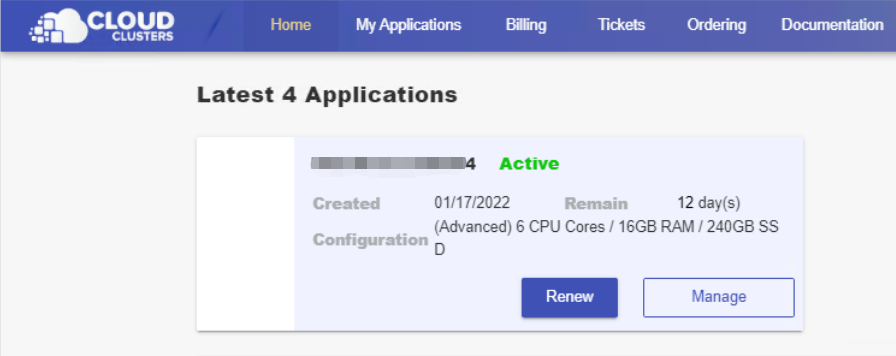 CLOUD CLUSTERS Home My Applications Billing Tickets Ordering Documentation
Latest 4 Applications
4 Active
Created 01/17/2022 Remain 12 day(s)
Configuration (Advanced) 6 CPU Cores / 16GB RAM / 240GB SS
D
Renew Manage